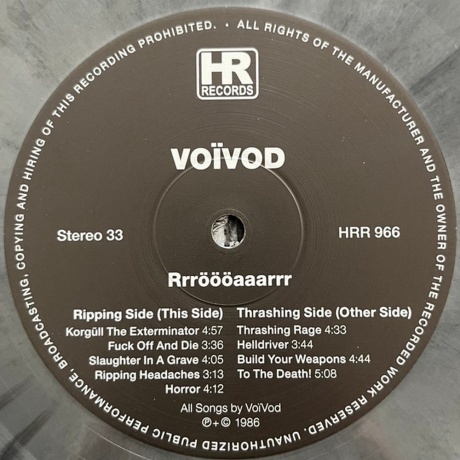 · ALL RIGHTS OF THE MANUFACTURER AND THE OWNER OF THE RECORDED WORK RESERVED. UNAUTHORIZED PUBLIC PERFORMANCE, BROADCASTING, COPYING AND HIRING OF THIS RECORDING PROHIBITED.
HR
RECORDS
VOÏVOD
Stereo 33
HRR 966
Rrröööaaarrr
Ripping Side (This Side)
Korgüll The Exterminator 4:57
Fuck Off And Die 3:36
Slaughter In A Grave 4:05
Ripping Headaches 3:13
Horror 4:12
Thrashing Side (Other Side)
Thrashing Rage 4:33
Helldriver 3:44
Build Your Weapons 4:44
To The Death! 5:08
All Songs by VoïVod
℗+© 1986